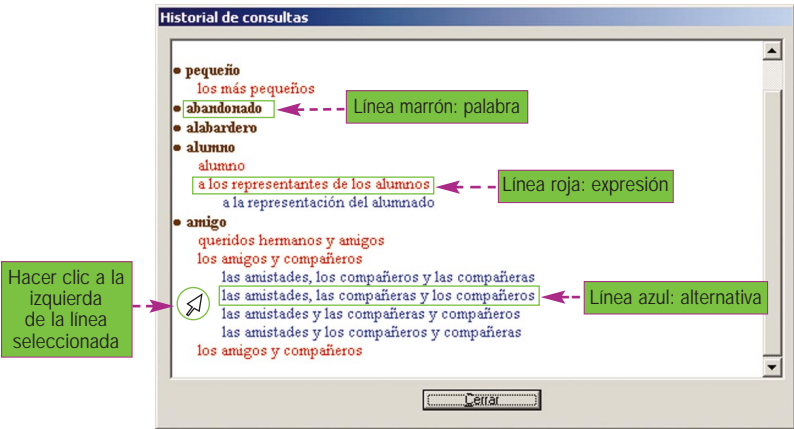 Historial de consultas
pequeño
los más pequeños
abandonado
Línea marrón: palabra
alabardero
alumno
alumno
a los representantes de los alumnos
Línea roja: expresión
a la representación del alumnado
amigo
queridos hermanos y amigos
los amigos y compañeros
las amistades, los compañeros y las compañeras
Hacer clic a la
izquierda
de la línea
seleccionada
las amistades, las compañeras y los compañeros
Línea azul: alternativa
las amistades y las compañeras y compañeros
las amistades y los compañeros y compañeras
los amigos y compañeros
Cerrar